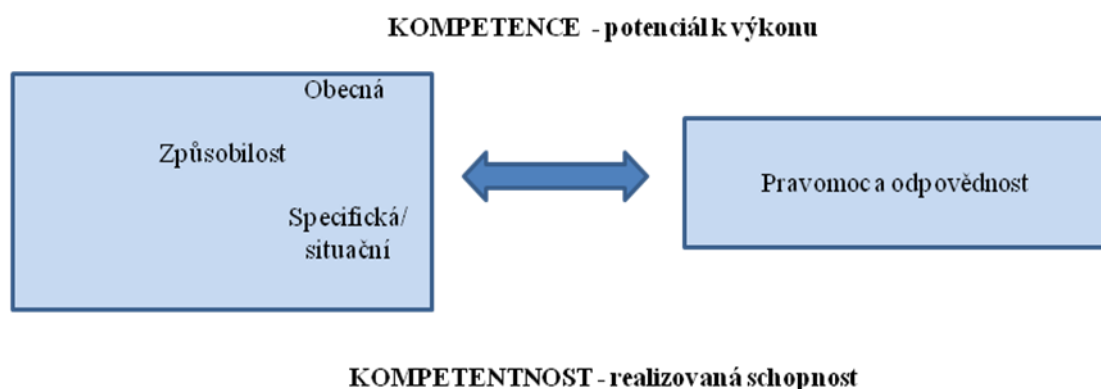 KOMPETENCE - potenciál k výkonu
Obecná
Způsobilost
Specifická/
situační
Pravomoc a odpovědnost
KOMPETENTNOST - realizovaná schopnost